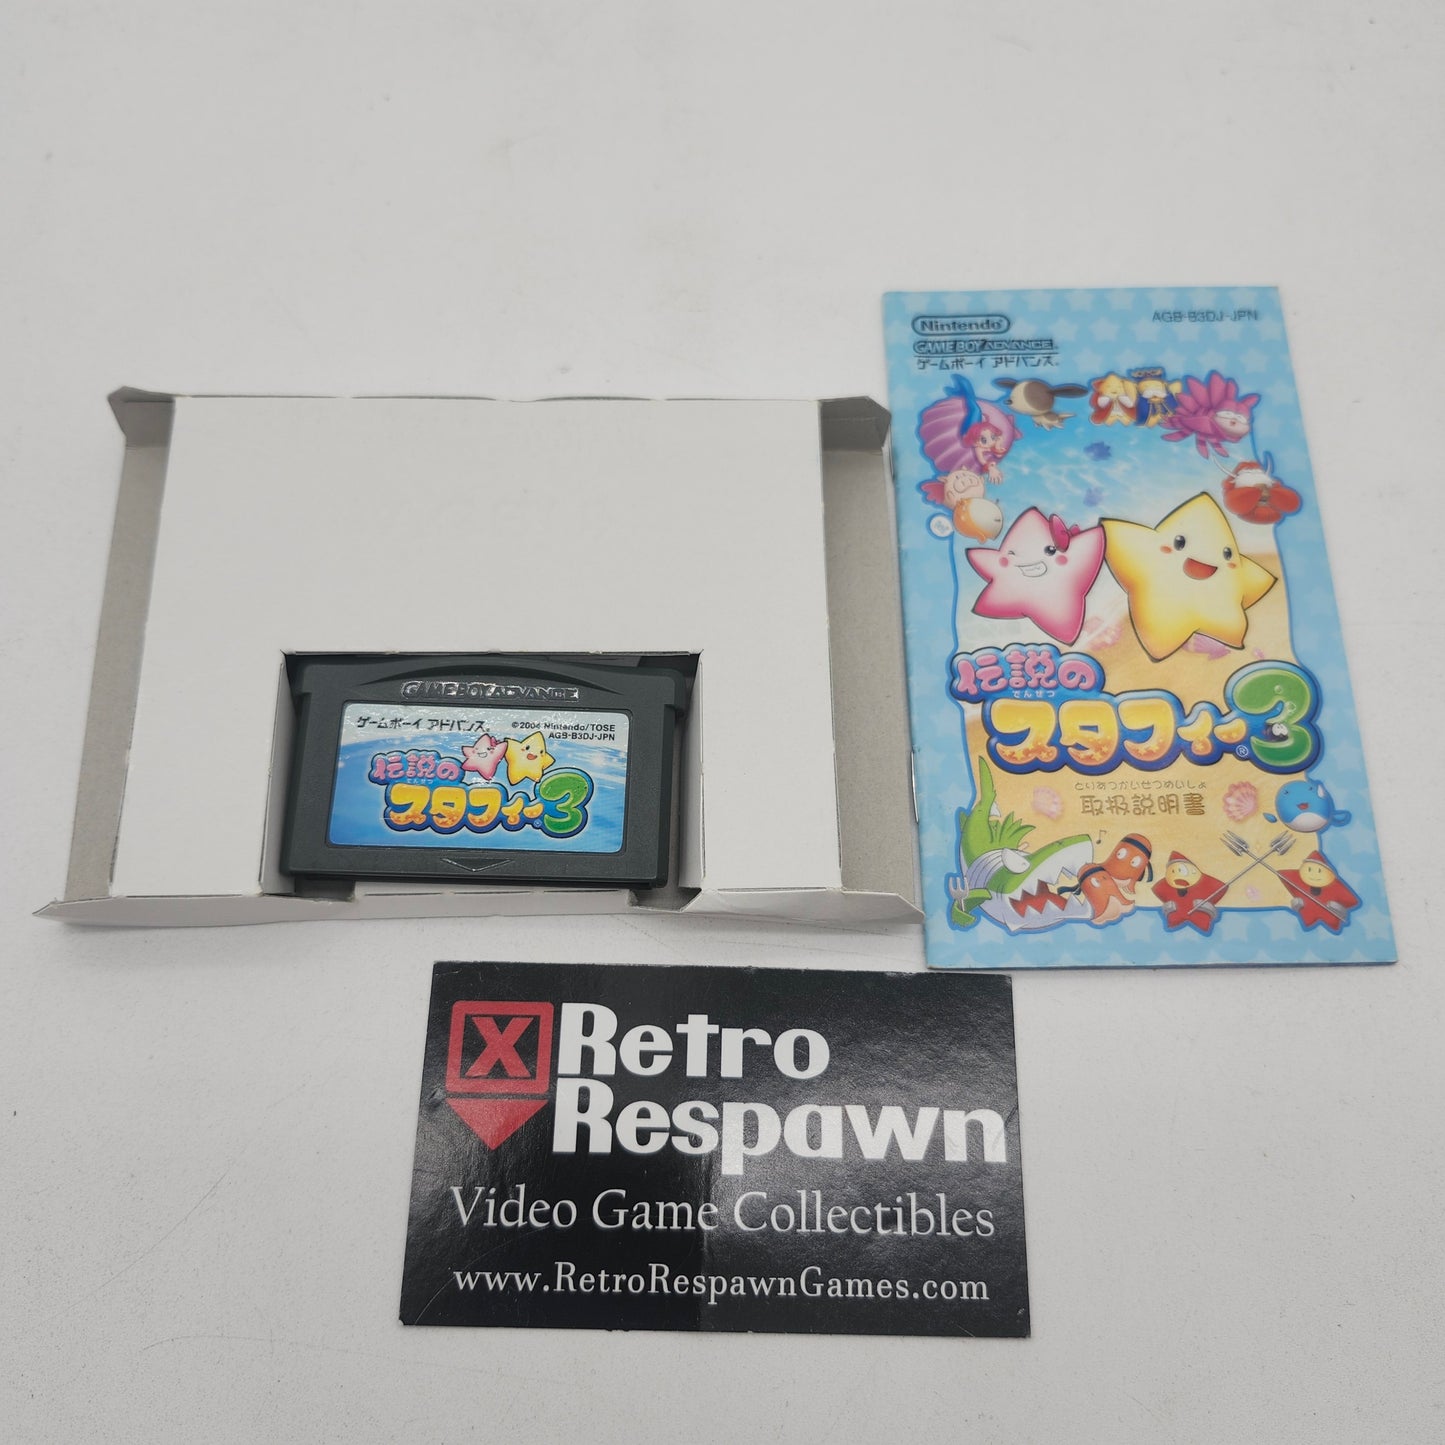 GAME BOY ADVANCE
ゲームボーイ アドバンス®
©2004 Nintendo/TOSE
AGB-B3DJ-JPN
伝説の
でんせつ
スタフィー®3
Nintendo®
AGB-B3DJ-JPN
GAME BOY ADVANCE
ゲームボーイ アドバンス®
伝説の
でんせつ
スタフィー®3
とりあつかいせつめいしょ
取扱説明書
X Retro
Respawn
Video Game Collectibles
www.RetroRespawnGames.com